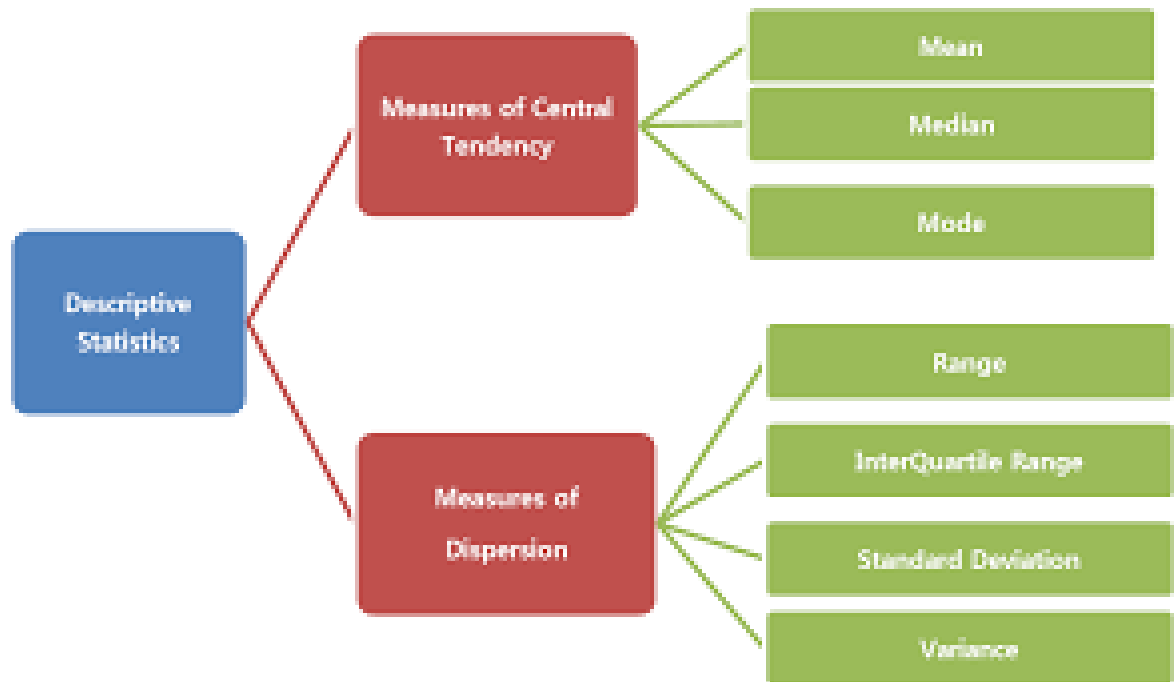 Descriptive
Statistics
Measures of Central
Tendency
Mean
Median
Mode
Measures of
Dispersion
Range
InterQuartile Range
Standard Deviation
Variance